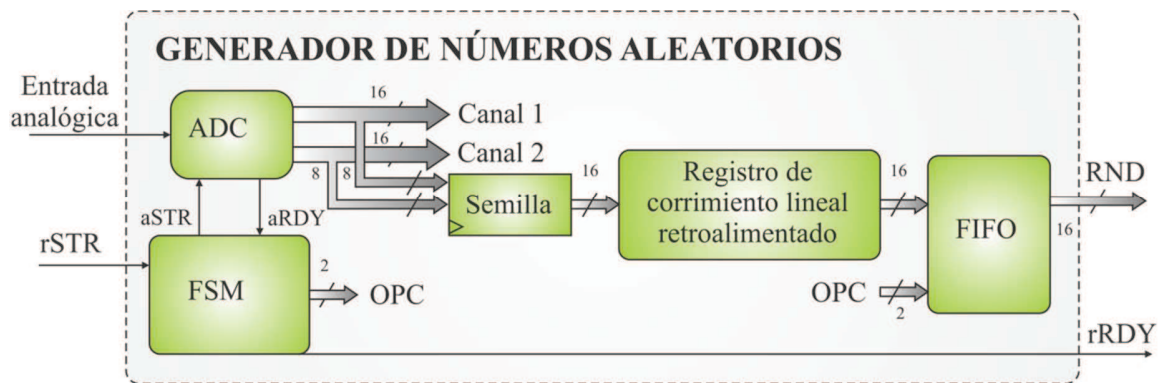 GENERADOR DE NÚMEROS ALEATORIOS
Entrada
analógica
ADC
16
Canal 1
16
Canal 2
8
8
Semilla
16
Registro de
corrimiento lineal
retroalimentado
16
FIFO
RND
16
aSTR
aRDY
rSTR
FSM
2
OPC
OPC
2
rRDY